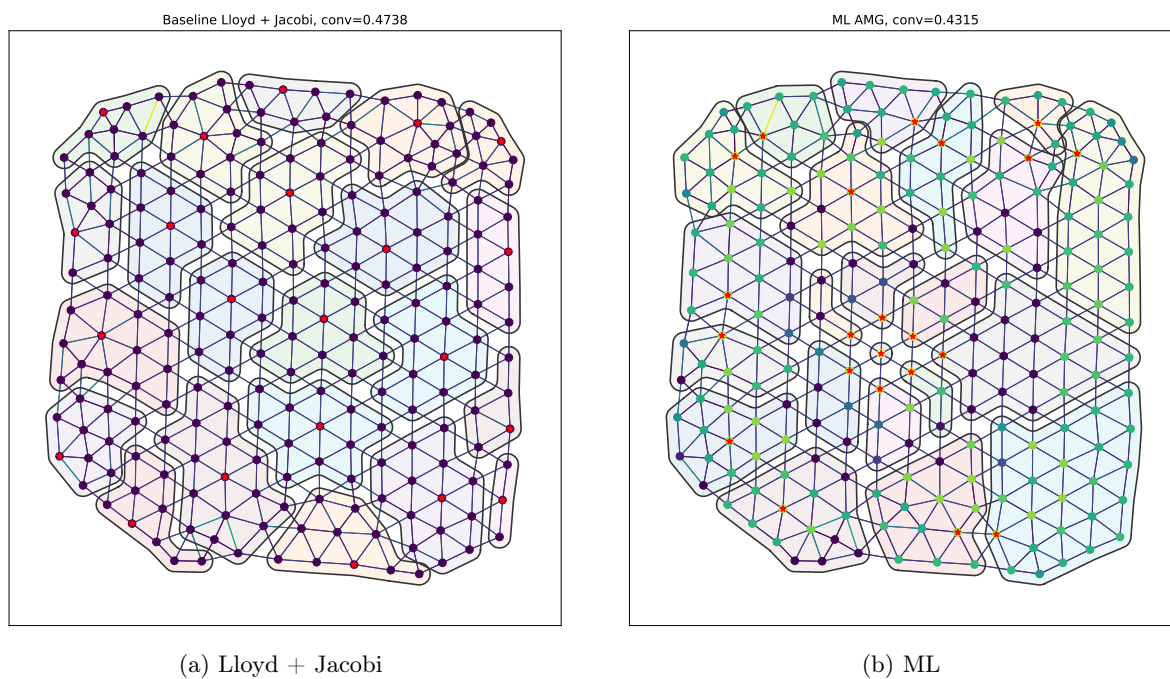 Baseline Lloyd + Jacobi, conv=0.4738
ML AMG, conv=0.4315
(a) Lloyd + Jacobi
(b) ML